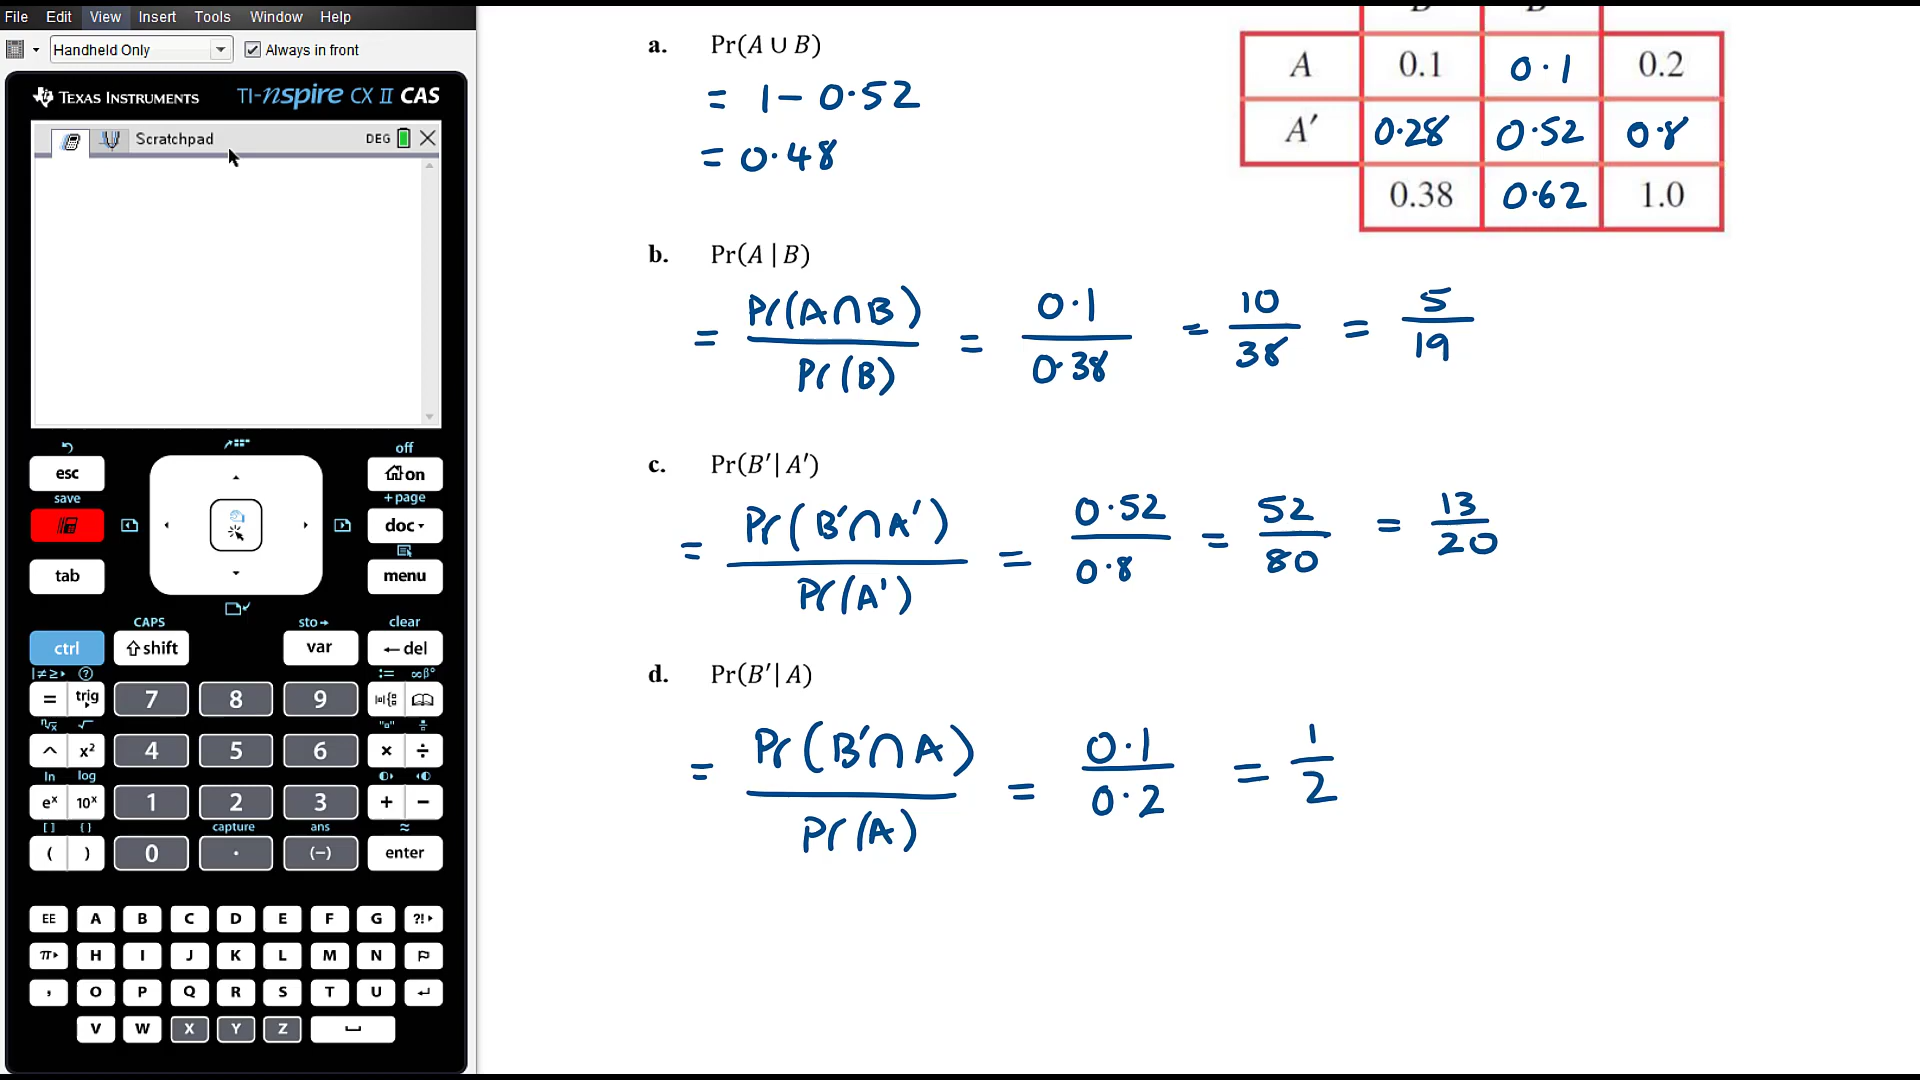 File Edit View Insert Tools Window Help
Handheld Only Always in front
TEXAS INSTRUMENTS TI-nspire CX II CAS
Scratchpad DEG
off
esc on
save + page
doc
tab menu
CAPS sto→ clear
ctrl ⇧shift var ←del
|≠≥▸ ? := ∞β°
= trig 7 8 9
ⁿ√x √ "▫"
^ x² 4 5 6 × ÷
ln log
eˣ 10ˣ 1 2 3 + −
[ ] { } capture ans ≈
( ) 0 . (−) enter
EE A B C D E F G ?!▸
π▸ H I J K L M N
, O P Q R S T U ↵
V W X Y Z
a. Pr(A ∪ B)
= 1 − 0.52
= 0.48
A 0.1 0.1 0.2
A′ 0.28 0.52 0.8
0.38 0.62 1.0
b. Pr(A | B)
= Pr(A∩B) / Pr(B) = 0.1 / 0.38 = 10 / 38 = 5 / 19
c. Pr(B′| A′)
= Pr(B′∩A′) / Pr(A′) = 0.52 / 0.8 = 52 / 80 = 13 / 20
d. Pr(B′| A)
= Pr(B′∩A) / Pr(A) = 0.1 / 0.2 = 1 / 2